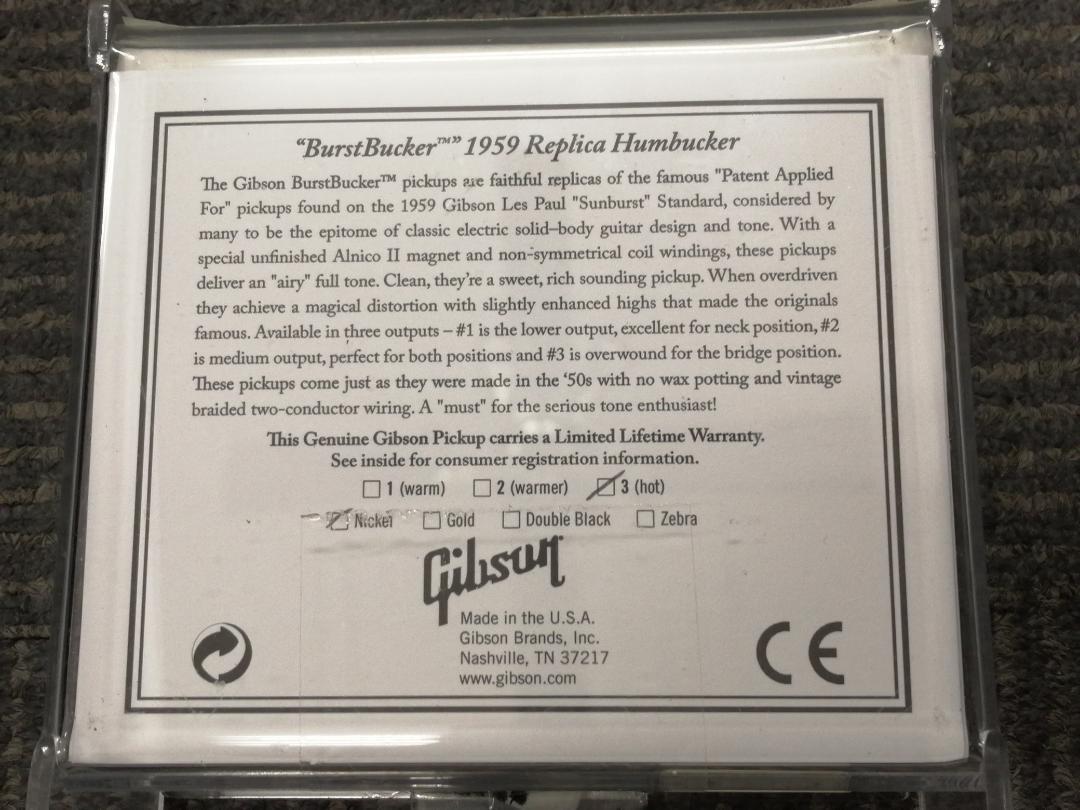 “BurstBucker™” 1959 Replica Humbucker
The Gibson BurstBucker™ pickups are faithful replicas of the famous "Patent Applied
For" pickups found on the 1959 Gibson Les Paul "Sunburst" Standard, considered by
many to be the epitome of classic electric solid–body guitar design and tone. With a
special unfinished Alnico II magnet and non-symmetrical coil windings, these pickups
deliver an "airy" full tone. Clean, they’re a sweet, rich sounding pickup. When overdriven
they achieve a magical distortion with slightly enhanced highs that made the originals
famous. Available in three outputs – #1 is the lower output, excellent for neck position, #2
is medium output, perfect for both positions and #3 is overwound for the bridge position.
These pickups come just as they were made in the ‘50s with no wax potting and vintage
braided two-conductor wiring. A "must" for the serious tone enthusiast!
This Genuine Gibson Pickup carries a Limited Lifetime Warranty.
See inside for consumer registration information.
1 (warm) 2 (warmer) 3 (hot)
Nickel Gold Double Black Zebra
Gibson
Made in the U.S.A.
Gibson Brands, Inc.
Nashville, TN 37217
www.gibson.com
CE